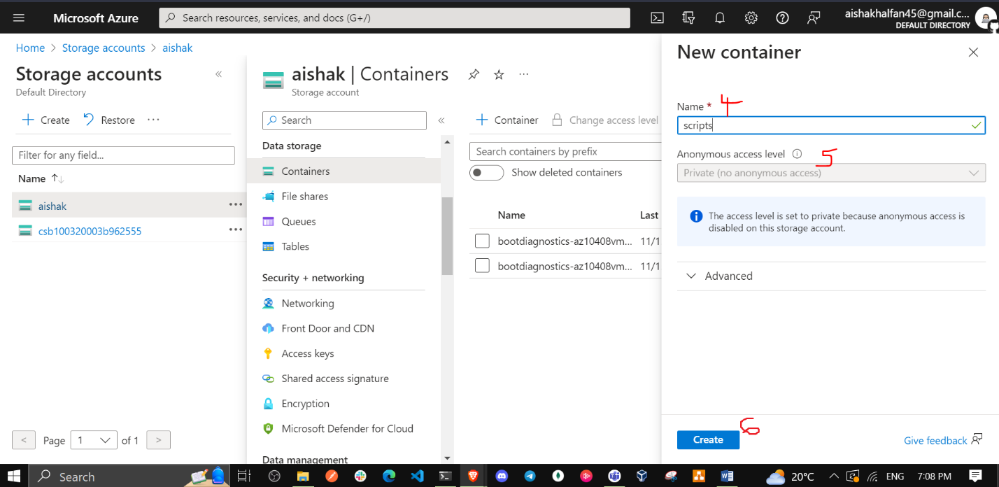 Microsoft Azure
Search resources, services, and docs (G+/)
aishakhalfan45@gmail.c...
DEFAULT DIRECTORY
Home > Storage accounts > aishak
Storage accounts
Default Directory
Create
Restore
Filter for any field...
Name
aishak
csb100320003b962555
< Page 1 of 1 >
aishak | Containers
Storage account
Search
Data storage
Containers
File shares
Queues
Tables
Security + networking
Networking
Front Door and CDN
Access keys
Shared access signature
Encryption
Microsoft Defender for Cloud
Data management
Container
Change access level
Search containers by prefix
Show deleted containers
Name Last
bootdiagnostics-az10408vm... 11/1
bootdiagnostics-az10408vm... 11/1
New container
Name * 4
scripts
Anonymous access level 5
Private (no anonymous access)
The access level is set to private because anonymous access is
disabled on this storage account.
Advanced
6
Create
Give feedback
Search
20°C
ENG
7:08 PM